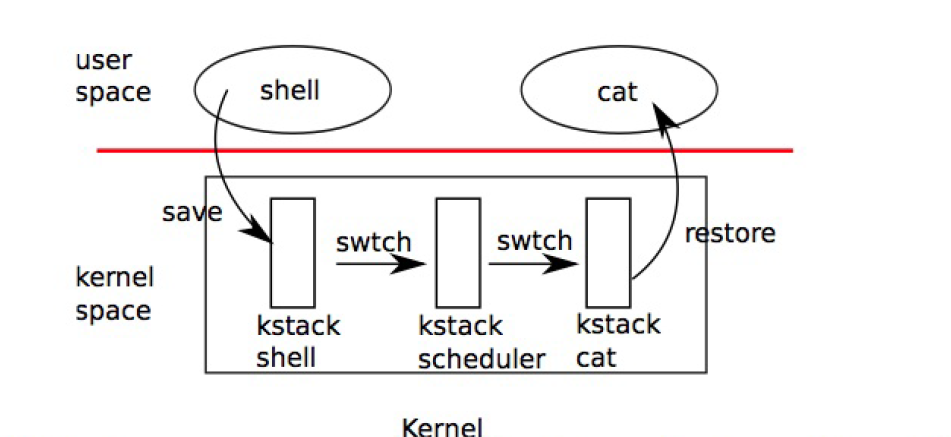 user
space
shell
cat
save
swtch
swtch
restore
kernel
space
kstack
shell
kstack
scheduler
kstack
cat
Kernel